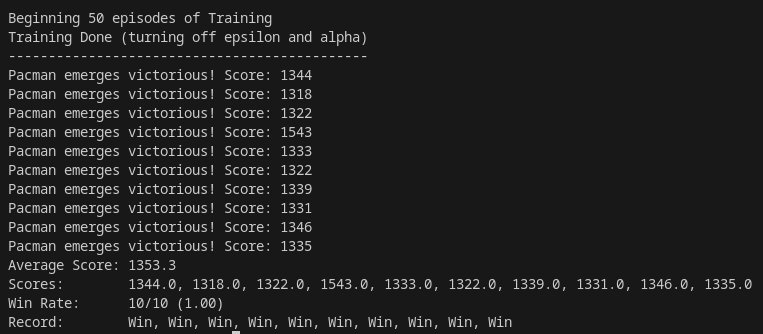 Beginning 50 episodes of Training
Training Done (turning off epsilon and alpha)
---------------------------------------------
Pacman emerges victorious! Score: 1344
Pacman emerges victorious! Score: 1318
Pacman emerges victorious! Score: 1322
Pacman emerges victorious! Score: 1543
Pacman emerges victorious! Score: 1333
Pacman emerges victorious! Score: 1322
Pacman emerges victorious! Score: 1339
Pacman emerges victorious! Score: 1331
Pacman emerges victorious! Score: 1346
Pacman emerges victorious! Score: 1335
Average Score: 1353.3
Scores:        1344.0, 1318.0, 1322.0, 1543.0, 1333.0, 1322.0, 1339.0, 1331.0, 1346.0, 1335.0
Win Rate:      10/10 (1.00)
Record:        Win, Win, Win, Win, Win, Win, Win, Win, Win, Win